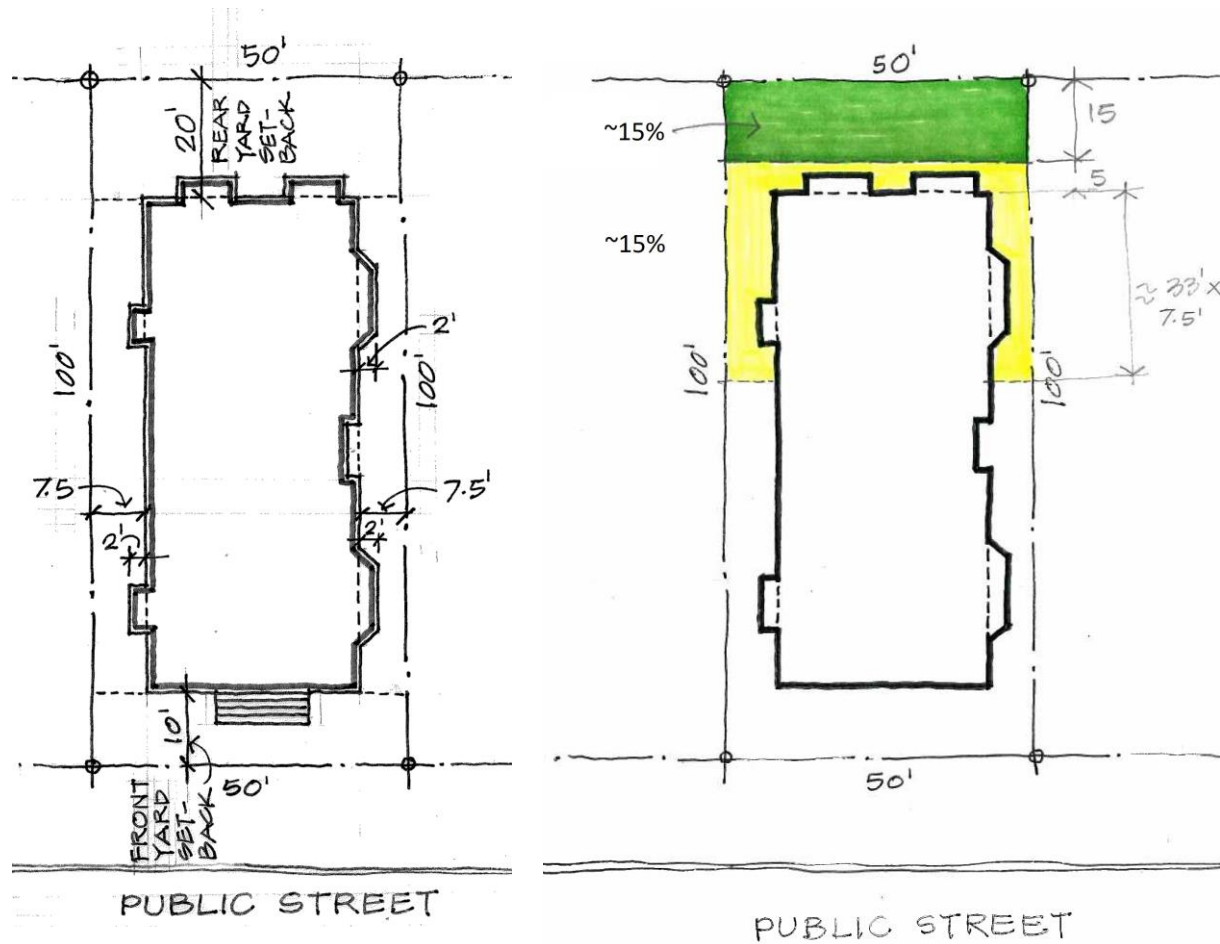 50'
20'
REAR
YARD
SET-
BACK
100'
2'
100'
7.5
7.5'
2'
2'
10'
50'
FRONT
YARD
SET-
BACK
PUBLIC STREET
50'
~15%
15
5
~15%
≈ 33' x
7.5'
100'
100'
50'
PUBLIC STREET